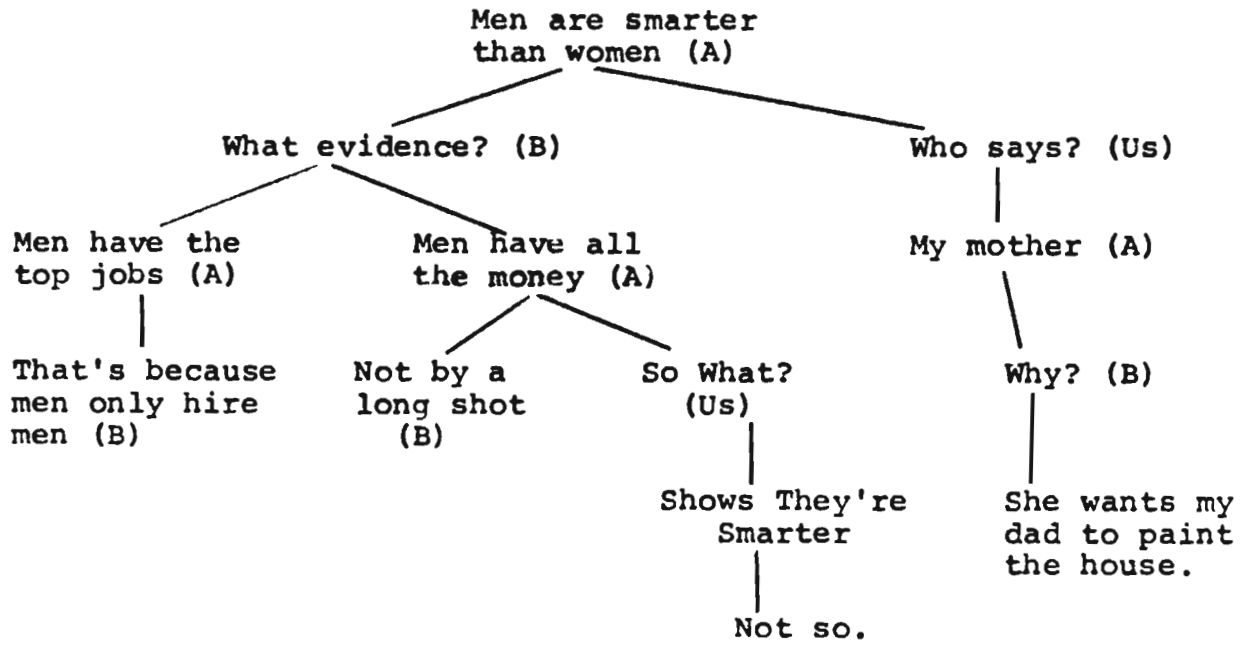 Men are smarter
than women (A)
What evidence? (B)
Who says? (Us)
Men have the
top jobs (A)
Men have all
the money (A)
My mother (A)
That's because
men only hire
men (B)
Not by a
long shot
(B)
So What?
(Us)
Why? (B)
Shows They're
Smarter
She wants my
dad to paint
the house.
Not so.